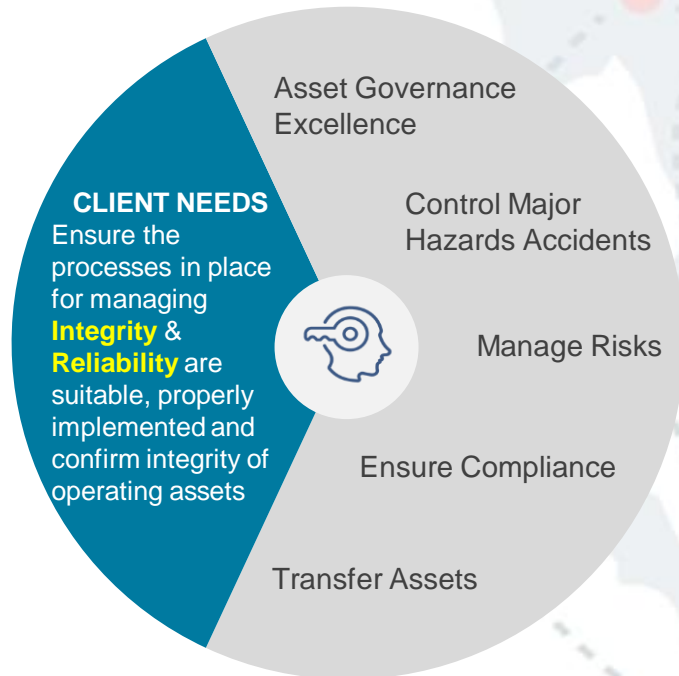 CLIENT NEEDS
Ensure the
processes in place
for managing
Integrity &
Reliability are
suitable, properly
implemented and
confirm integrity of
operating assets
Asset Governance
Excellence
Control Major
Hazards Accidents
Manage Risks
Ensure Compliance
Transfer Assets